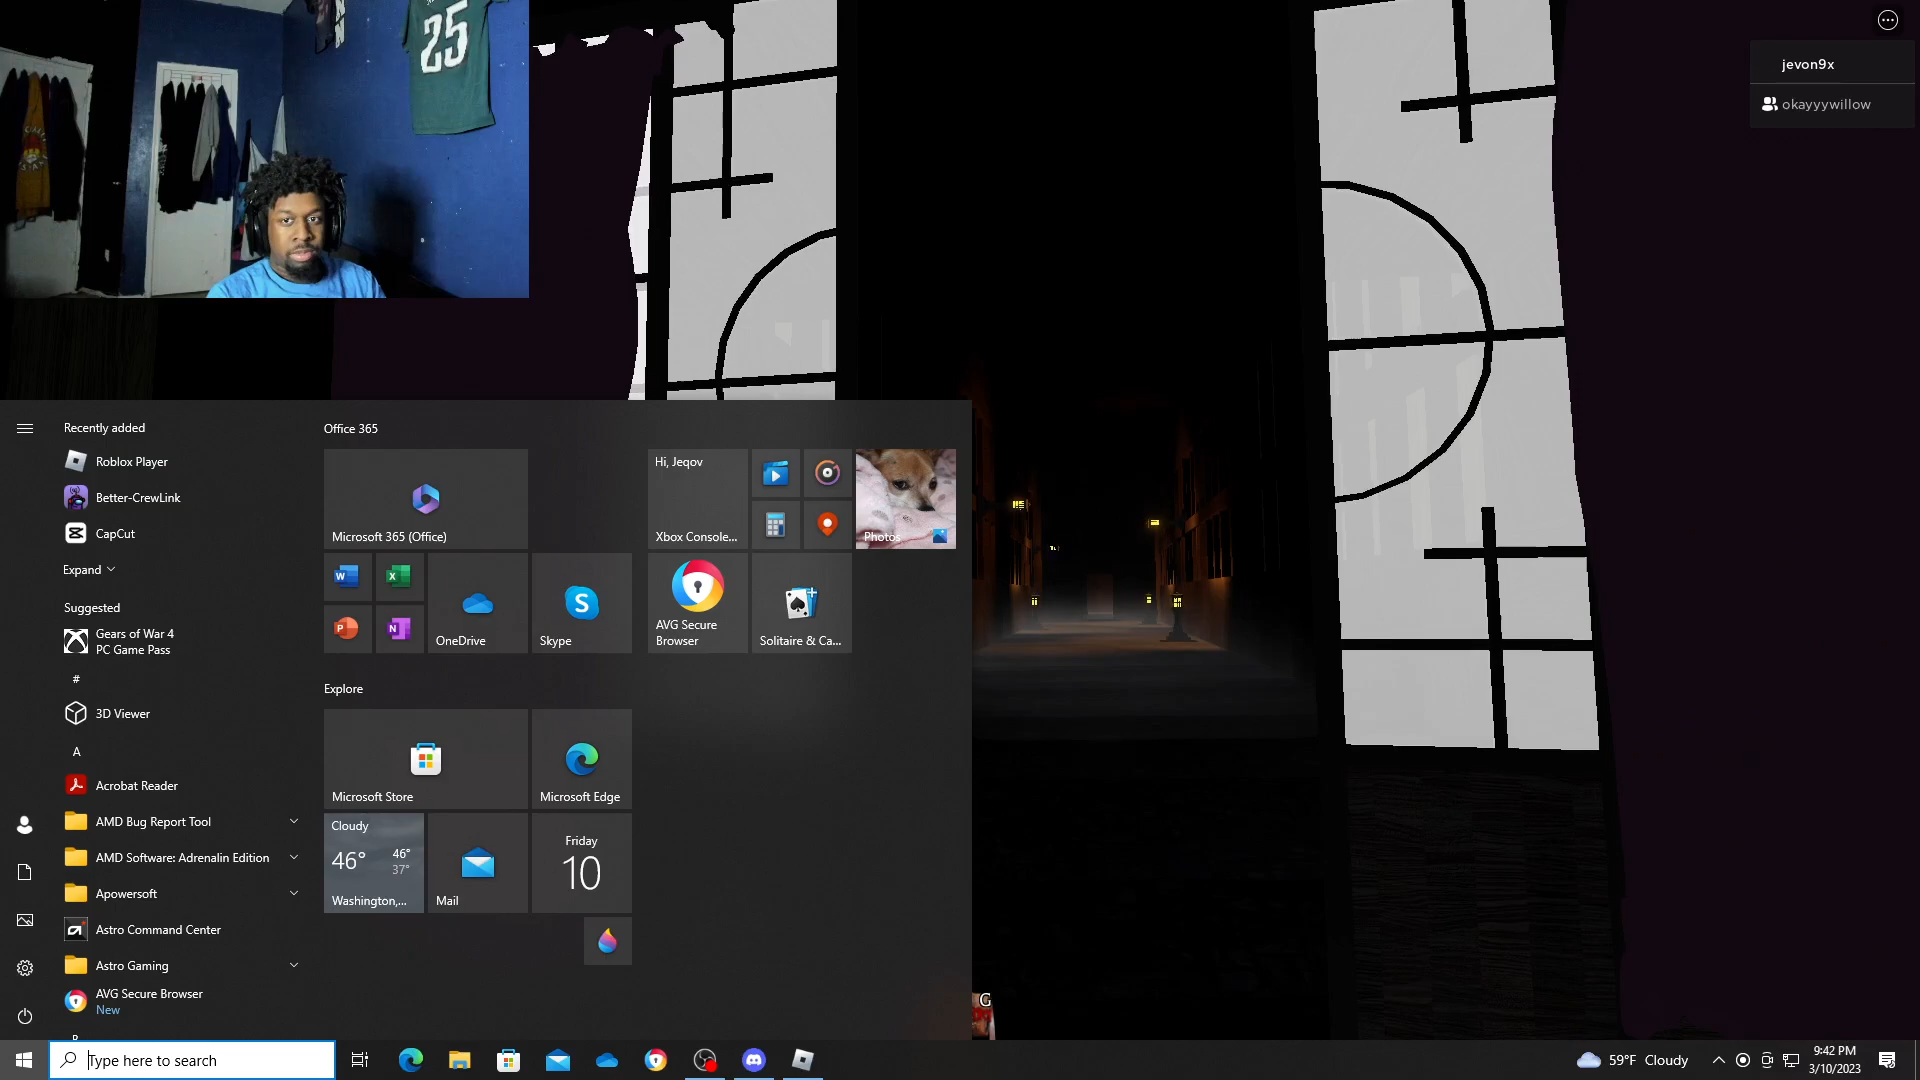 25
jevon9x
okayyywillow
Recently added
Roblox Player
Better-CrewLink
CapCut
Expand
Suggested
Gears of War 4
PC Game Pass
#
3D Viewer
A
Acrobat Reader
AMD Bug Report Tool
AMD Software: Adrenalin Edition
Apowersoft
Astro Command Center
Astro Gaming
AVG Secure Browser
New
Office 365
Microsoft 365 (Office)
OneDrive
Skype
Hi, Jeqov
Xbox Console...
Photos
AVG Secure
Browser
Solitaire & Ca...
Explore
Microsoft Store
Microsoft Edge
Cloudy
46°
46°
37°
Washington,...
Mail
Friday
10
G
Type here to search
59°F Cloudy
9:42 PM
3/10/2023